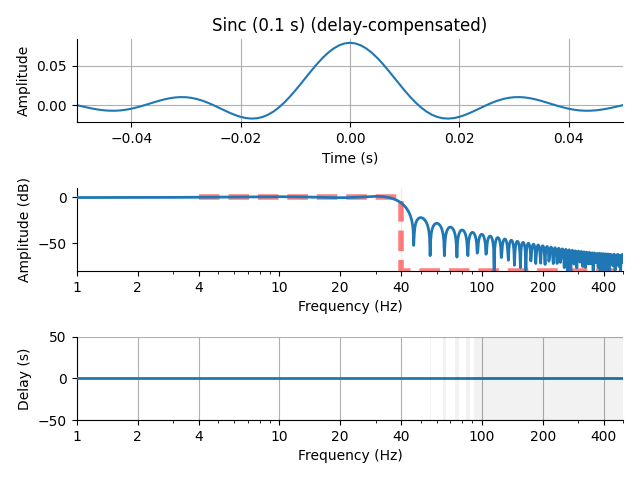 Sinc (0.1 s) (delay-compensated)
Amplitude
0.05
0.00
−0.04 −0.02 0.00 0.02 0.04
Time (s)
Amplitude (dB)
0
−50
1 2 4 10 20 40 100 200 400
Frequency (Hz)
Delay (s)
50
0
−50
1 2 4 10 20 40 100 200 400
Frequency (Hz)